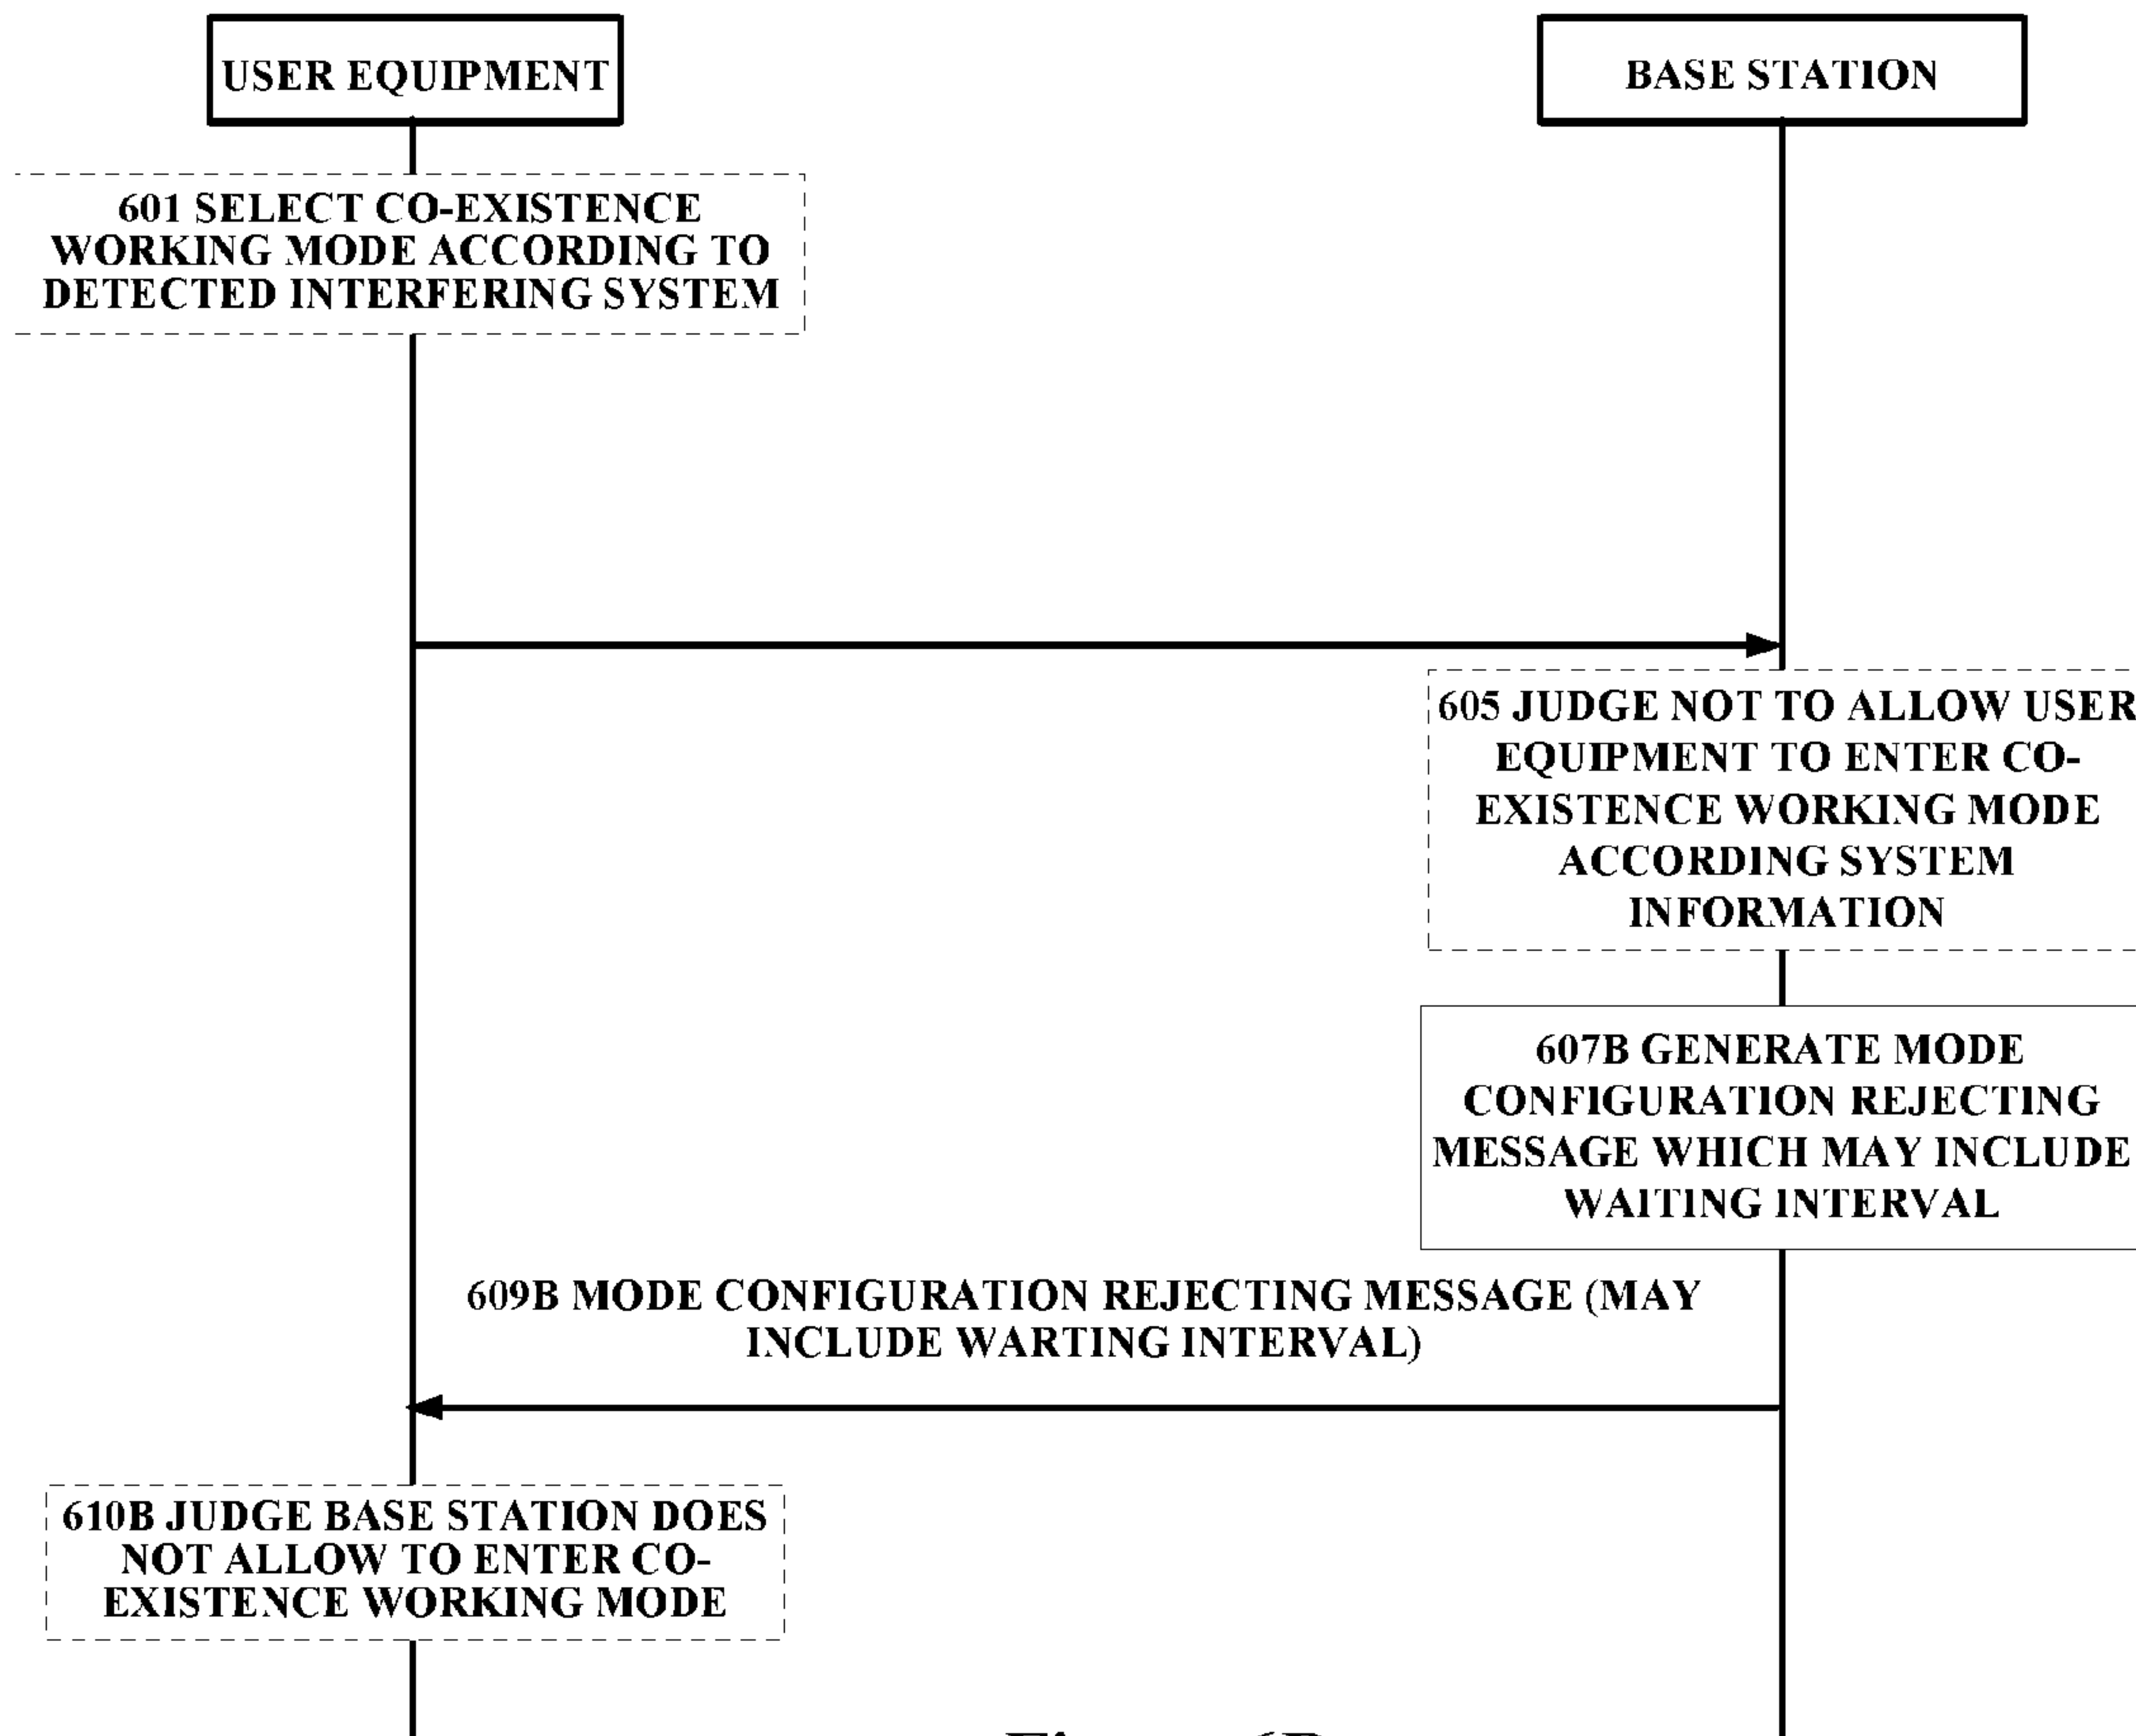 USER EQUIPMENT
BASE STATION
601 SELECT CO-EXISTENCE
WORKING MODE ACCORDING TO
DETECTED INTERFERING SYSTEM
605 JUDGE NOT TO ALLOW USER
EQUIPMENT TO ENTER CO-
EXISTENCE WORKING MODE
ACCORDING SYSTEM
INFORMATION
607B GENERATE MODE
CONFIGURATION REJECTING
MESSAGE WHICH MAY INCLUDE
WAITING INTERVAL
609B MODE CONFIGURATION REJECTING MESSAGE (MAY
INCLUDE WARTING INTERVAL)
610B JUDGE BASE STATION DOES
NOT ALLOW TO ENTER CO-
EXISTENCE WORKING MODE